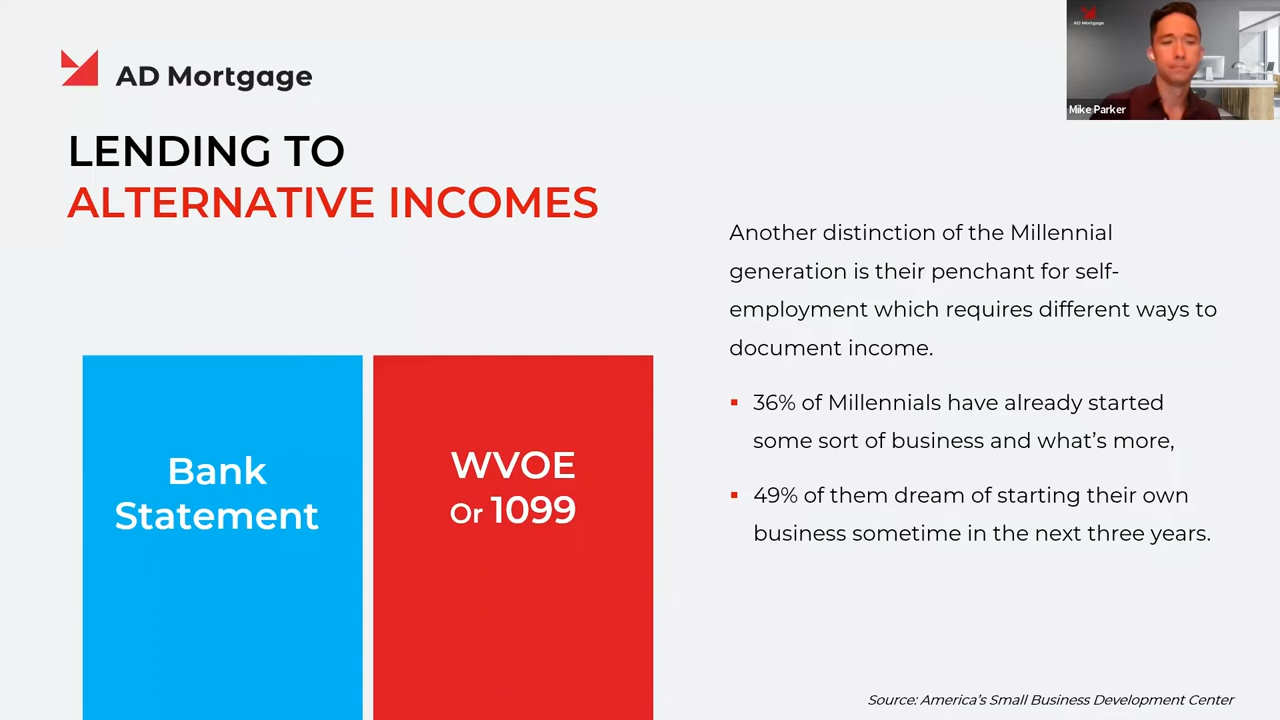 AD Mortgage
AD Mortgage
Mike Parker
LENDING TO
ALTERNATIVE INCOMES
Another distinction of the Millennial
generation is their penchant for self-
employment which requires different ways to
document income.
36% of Millennials have already started
some sort of business and what’s more,
49% of them dream of starting their own
business sometime in the next three years.
Bank
Statement
WVOE
Or 1099
Source: America’s Small Business Development Center